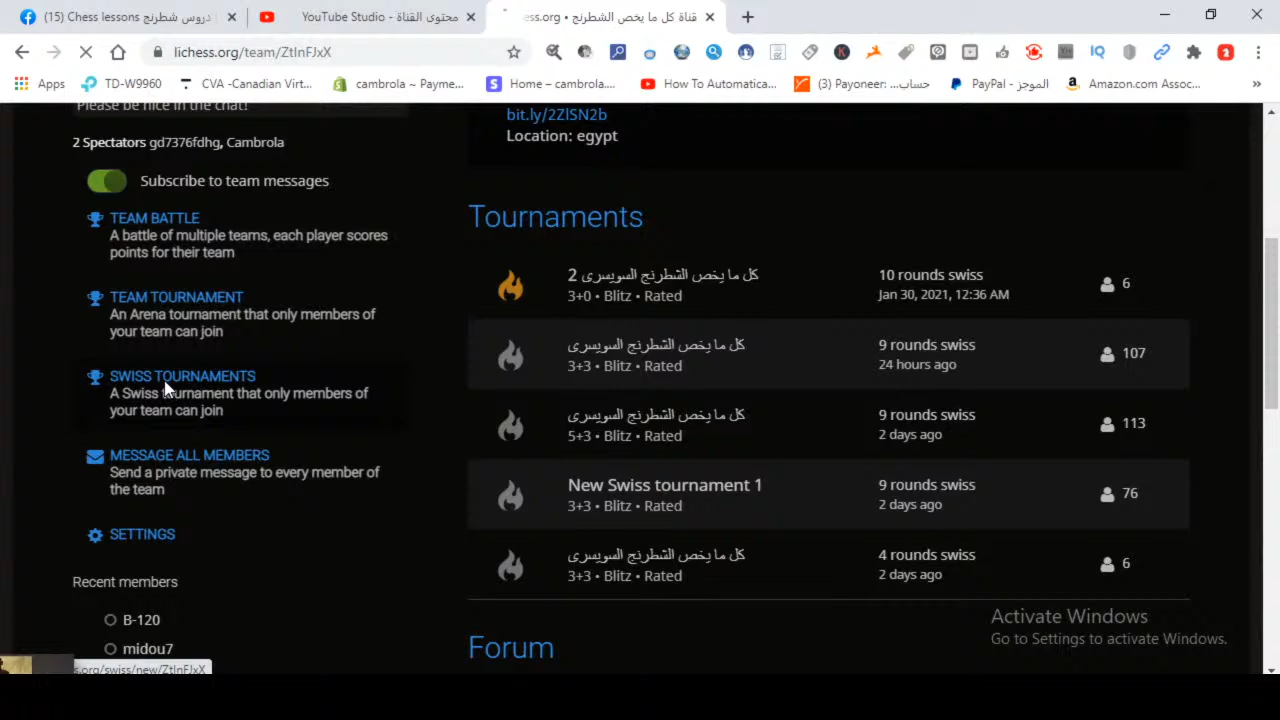 (15) Chess lessons دروس شطرنج
YouTube Studio - محتوى القناة
قناة كل ما يخص الشطرنج • ess.org
lichess.org/team/ZtInFJxX
Apps
TD-W9960
CVA -Canadian Virt...
cambrola ~ Payme...
Home – cambrola....
How To Automatica...
(3) Payoneer: حساب...
PayPal - الموجز
Amazon.com Assoc...
Please be nice in the chat!
2 Spectators gd7376fdhg, Cambrola
Subscribe to team messages
TEAM BATTLE
A battle of multiple teams, each player scores
points for their team
TEAM TOURNAMENT
An Arena tournament that only members of
your team can join
SWISS TOURNAMENTS
A Swiss tournament that only members of
your team can join
MESSAGE ALL MEMBERS
Send a private message to every member of
the team
SETTINGS
Recent members
B-120
midou7
s.org/swiss/new/ZtInFJxX
bit.ly/2ZlSN2b
Location: egypt
Tournaments
كل ما يخص الشطرنج السويسرى 2
3+0 • Blitz • Rated
10 rounds swiss
Jan 30, 2021, 12:36 AM
6
كل ما يخص الشطرنج السويسرى
3+3 • Blitz • Rated
9 rounds swiss
24 hours ago
107
كل ما يخص الشطرنج السويسرى
5+3 • Blitz • Rated
9 rounds swiss
2 days ago
113
New Swiss tournament 1
3+3 • Blitz • Rated
9 rounds swiss
2 days ago
76
كل ما يخص الشطرنج السويسرى
3+3 • Blitz • Rated
4 rounds swiss
2 days ago
6
Forum
Activate Windows
Go to Settings to activate Windows.